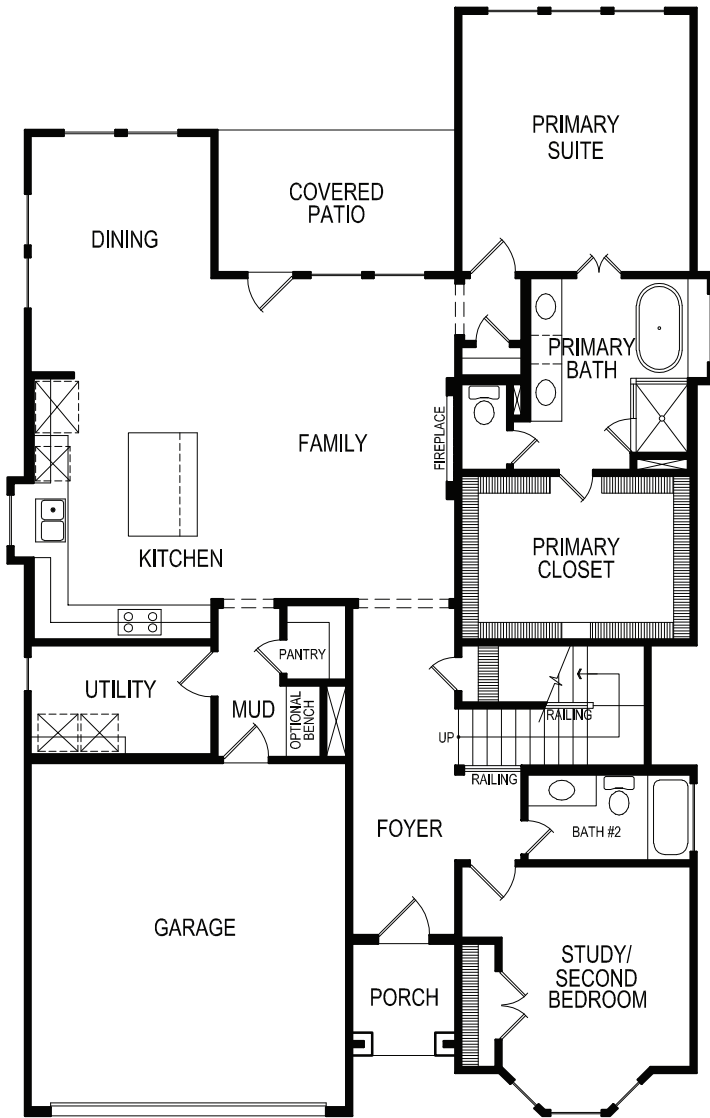 PRIMARY
SUITE
COVERED
PATIO
DINING
PRIMARY
BATH
FAMILY
FIREPLACE
KITCHEN
PRIMARY
CLOSET
PANTRY
UTILITY
MUD
OPTIONAL
BENCH
UP
RAILING
RAILING
FOYER
BATH #2
GARAGE
STUDY/
SECOND
BEDROOM
PORCH